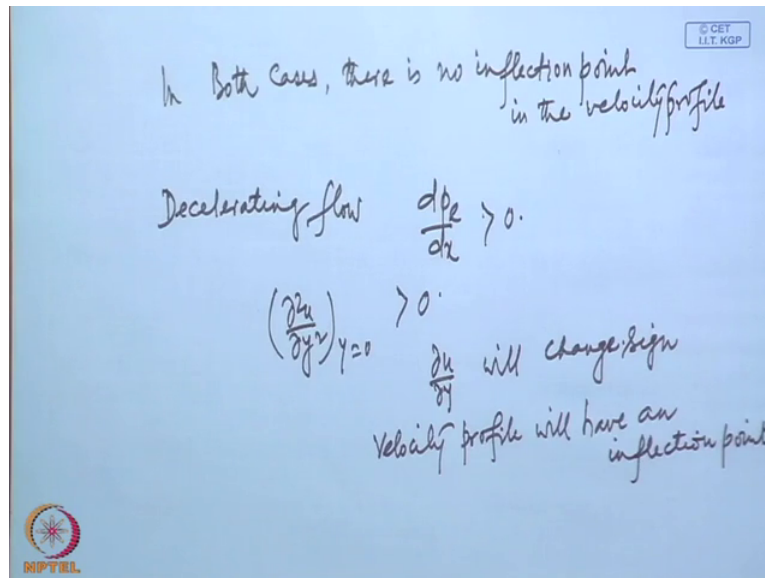 © CET
I.I.T. KGP
In Both Cases, there is no inflection point
in the velocity profile
Decelerating flow dpe/dx > 0.
(∂²u/∂y²)y=0 > 0.
∂u/∂y will change sign
Velocity profile will have an
inflection point
NPTEL